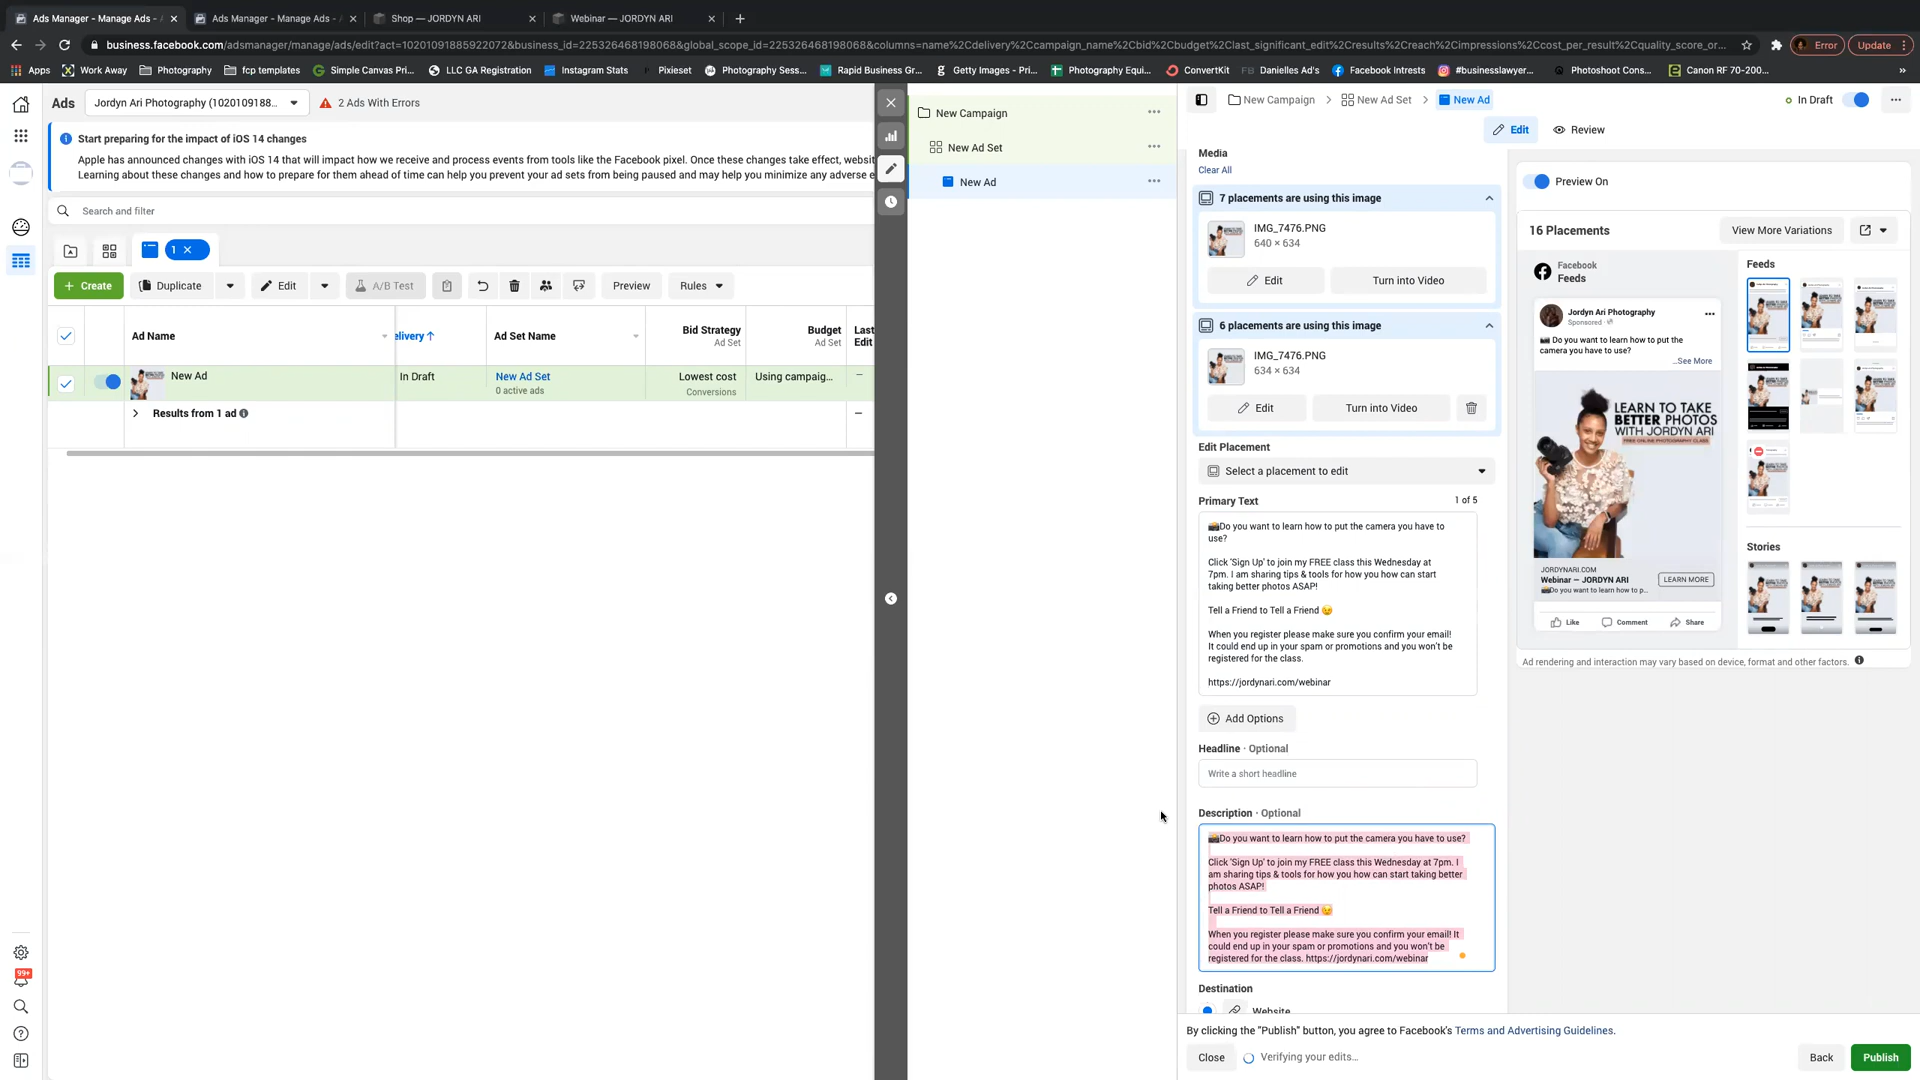 Ads Manager - Manage Ads -
Ads Manager - Manage Ads -
Shop — JORDYN ARI
Webinar — JORDYN ARI
business.facebook.com/adsmanager/manage/ads/edit?act=10201091885922072&business_id=225326468198068&global_scope_id=225326468198068&columns=name%2Cdelivery%2Ccampaign_name%2Cbid%2Cbudget%2Clast_significant_edit%2Cresults%2Creach%2Cimpressions%2Ccost_per_result%2Cquality_score_or...
Error
Update
Apps
Work Away
Photography
fcp templates
Simple Canvas Pri...
LLC GA Registration
Instagram Stats
Pixieset
Photography Sess...
Rapid Business Gr...
Getty Images - Pri...
Photography Equi...
ConvertKit
FB Danielles Ad's
Facebook Intrests
#businesslawyer...
Photoshoot Cons...
Canon RF 70-200...
»
Ads
Jordyn Ari Photography (1020109188...
2 Ads With Errors
Start preparing for the impact of iOS 14 changes
Apple has announced changes with iOS 14 that will impact how we receive and process events from tools like the Facebook pixel. Once these changes take effect, websit
Learning about these changes and how to prepare for them ahead of time can help you prevent your ad sets from being paused and may help you minimize any adverse e
Search and filter
1
Create
Duplicate
Edit
A/B Test
Preview
Rules
Ad Name
elivery
Ad Set Name
Bid Strategy
Ad Set
Budget
Ad Set
Last
Edit
New Ad
In Draft
New Ad Set
0 active ads
Lowest cost
Conversions
Using campaig...
—
Results from 1 ad
—
99+
New Campaign
New Ad Set
New Ad
New Campaign
New Ad Set
New Ad
In Draft
Edit
Review
Media
Clear All
7 placements are using this image
IMG_7476.PNG
640 × 634
Edit
Turn into Video
6 placements are using this image
IMG_7476.PNG
634 × 634
Edit
Turn into Video
Edit Placement
Select a placement to edit
Primary Text
1 of 5
📸Do you want to learn how to put the camera you have to
use?
Click 'Sign Up' to join my FREE class this Wednesday at
7pm. I am sharing tips & tools for how you how can start
taking better photos ASAP!
Tell a Friend to Tell a Friend 😉
When you register please make sure you confirm your email!
It could end up in your spam or promotions and you won't be
registered for the class.
https://jordynari.com/webinar
Add Options
Headline · Optional
Write a short headline
Description · Optional
📸Do you want to learn how to put the camera you have to use?
Click 'Sign Up' to join my FREE class this Wednesday at 7pm. I
am sharing tips & tools for how you how can start taking better
photos ASAP!
Tell a Friend to Tell a Friend 😉
When you register please make sure you confirm your email! It
could end up in your spam or promotions and you won't be
registered for the class. https://jordynari.com/webinar
Destination
Website
By clicking the "Publish" button, you agree to Facebook's Terms and Advertising Guidelines.
Close
Verifying your edits...
Back
Publish
Preview On
16 Placements
View More Variations
Facebook
Feeds
Jordyn Ari Photography
Sponsored ·
📸 Do you want to learn how to put the
camera you have to use?
...See More
LEARN TO TAKE
BETTER PHOTOS
WITH JORDYN ARI
FREE ONLINE PHOTOGRAPHY CLASS
JORDYNARI.COM
Webinar — JORDYN ARI
📸Do you want to learn how to p...
LEARN MORE
Like
Comment
Share
Feeds
Stories
Ad rendering and interaction may vary based on device, format and other factors.